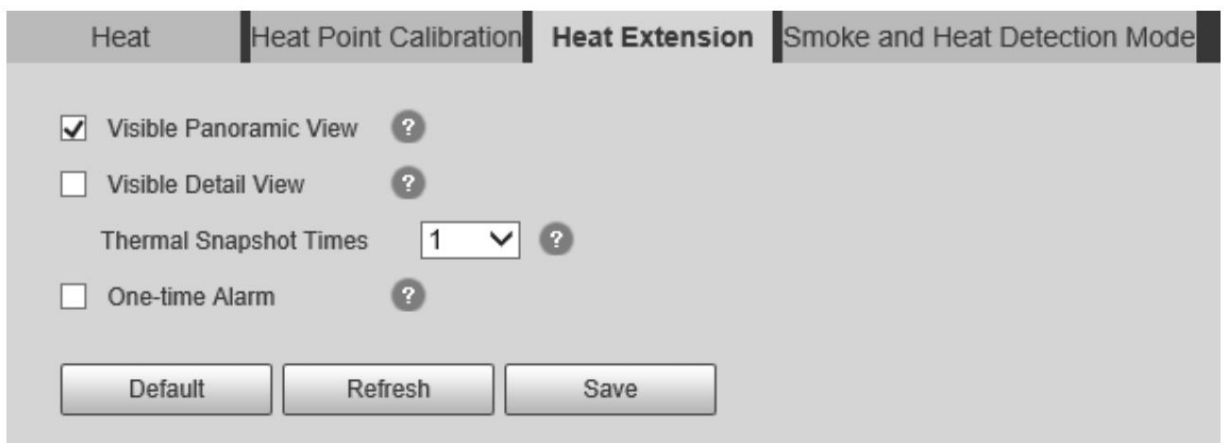 Heat Heat Point Calibration Heat Extension Smoke and Heat Detection Mode
Visible Panoramic View ?
Visible Detail View ?
Thermal Snapshot Times 1 ?
One-time Alarm ?
Default Refresh Save